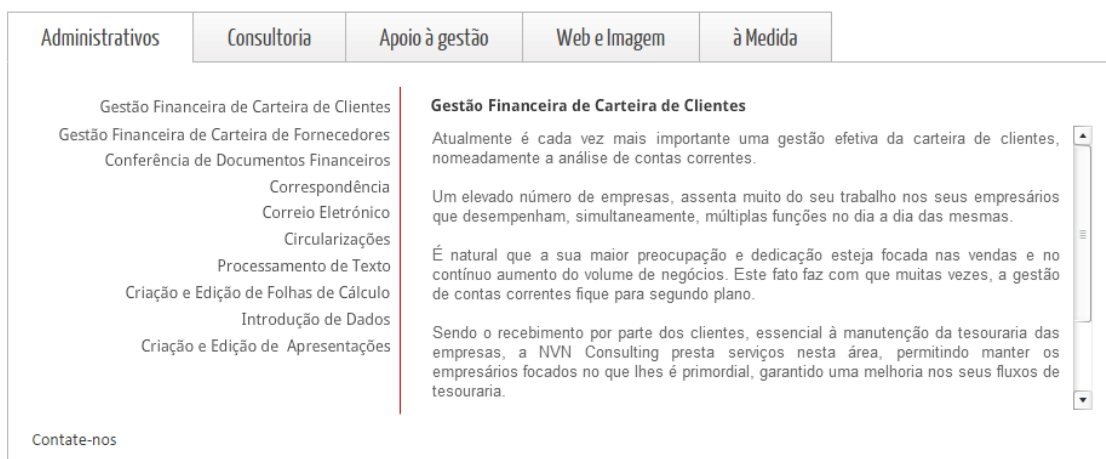 Administrativos
Consultoria
Apoio à gestão
Web e Imagem
à Medida
Gestão Financeira de Carteira de Clientes
Gestão Financeira de Carteira de Fornecedores
Conferência de Documentos Financeiros
Correspondência
Correio Eletrónico
Circularizações
Processamento de Texto
Criação e Edição de Folhas de Cálculo
Introdução de Dados
Criação e Edição de  Apresentações
Gestão Financeira de Carteira de Clientes
Atualmente é cada vez mais importante uma gestão efetiva da carteira de clientes,
nomeadamente a análise de contas correntes.
Um elevado número de empresas, assenta muito do seu trabalho nos seus empresários
que desempenham, simultaneamente, múltiplas funções no dia a dia das mesmas.
É natural que a sua maior preocupação e dedicação esteja focada nas vendas e no
contínuo aumento do volume de negócios. Este fato faz com que muitas vezes, a gestão
de contas correntes fique para segundo plano.
Sendo o recebimento por parte dos clientes, essencial à manutenção da tesouraria das
empresas, a NVN Consulting presta serviços nesta área, permitindo manter os
empresários focados no que lhes é primordial, garantido uma melhoria nos seus fluxos de
tesouraria.
Contate-nos